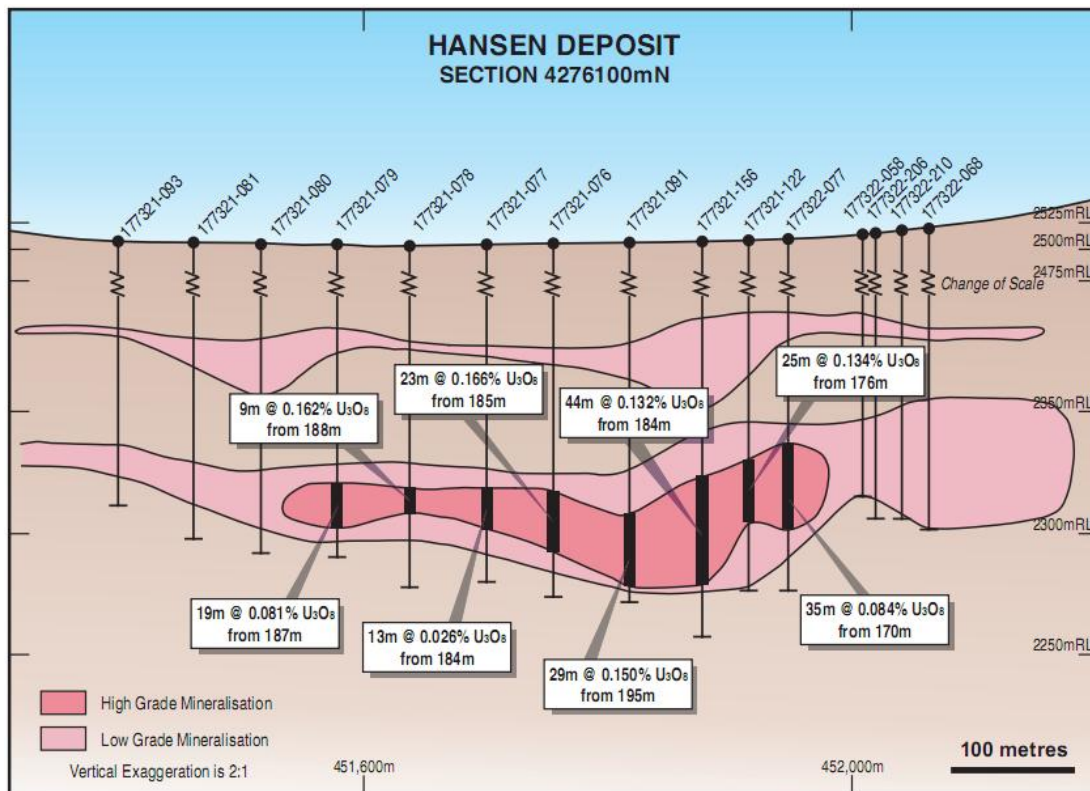 HANSEN DEPOSIT
SECTION 4276100mN
177321-093
177321-081
177321-080
177321-079
177321-078
177321-077
177321-076
177321-091
177321-156
177321-122
177322-077
177322-058
177322-206
177322-210
177322-068
2525mRL
2500mRL
2475mRL
Change of Scale
25m @ 0.134% U₃O₈
from 176m
23m @ 0.166% U₃O₈
from 185m
44m @ 0.132% U₃O₈
from 184m
9m @ 0.162% U₃O₈
from 188m
2350mRL
2300mRL
19m @ 0.081% U₃O₈
from 187m
13m @ 0.026% U₃O₈
from 184m
29m @ 0.150% U₃O₈
from 195m
35m @ 0.084% U₃O₈
from 170m
2250mRL
High Grade Mineralisation
Low Grade Mineralisation
Vertical Exaggeration is 2:1
451,600m
452,000m
100 metres